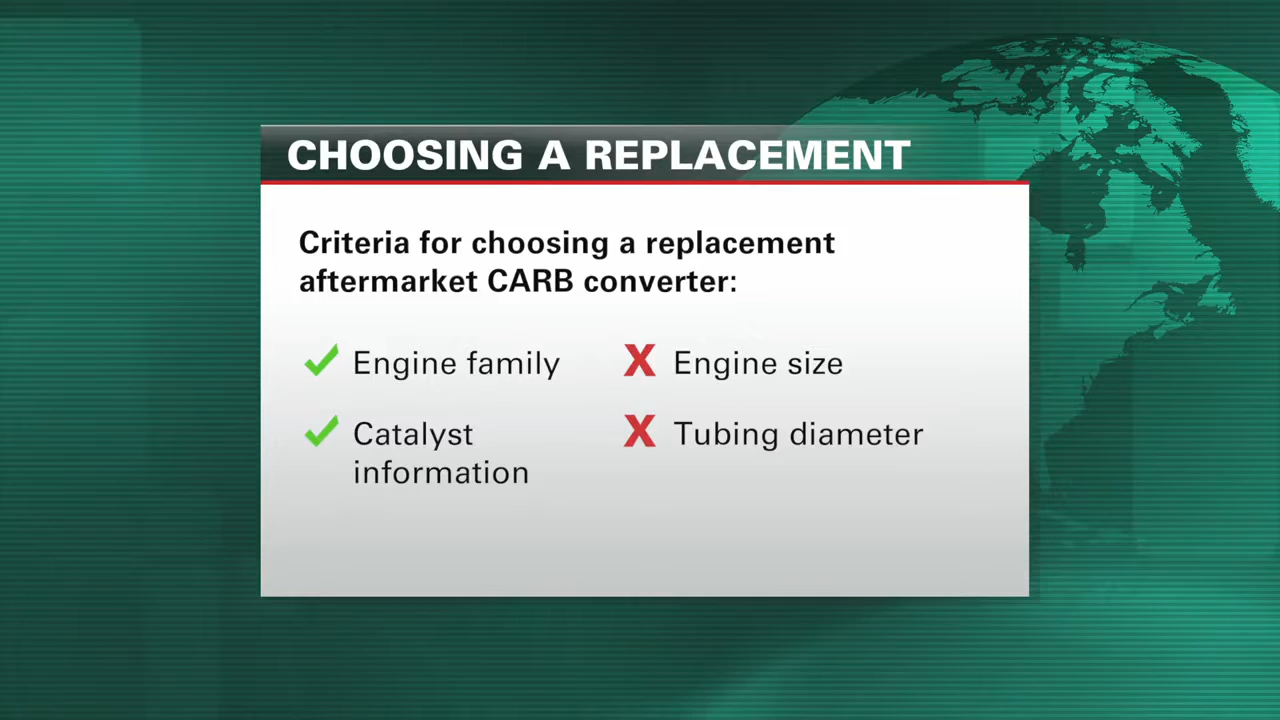 CHOOSING A REPLACEMENT
Criteria for choosing a replacement
aftermarket CARB converter:
Engine family
X Engine size
Catalyst
information
X Tubing diameter